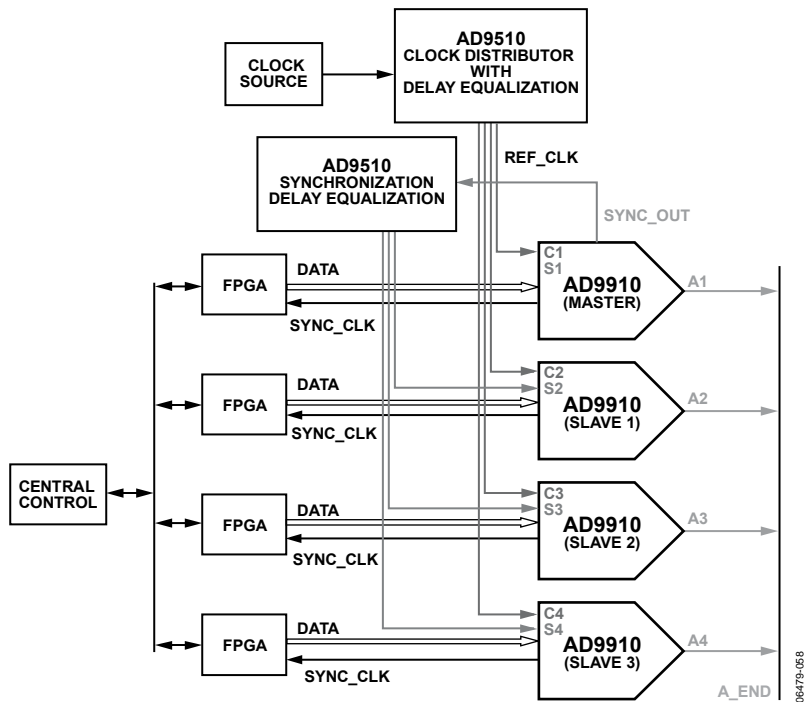 AD9510
CLOCK DISTRIBUTOR
WITH
DELAY EQUALIZATION
CLOCK
SOURCE
AD9510
SYNCHRONIZATION
DELAY EQUALIZATION
REF_CLK
SYNC_OUT
FPGA
DATA
SYNC_CLK
C1
S1
AD9910
(MASTER)
A1
FPGA
DATA
SYNC_CLK
C2
S2
AD9910
(SLAVE 1)
A2
CENTRAL
CONTROL
FPGA
DATA
SYNC_CLK
C3
S3
AD9910
(SLAVE 2)
A3
FPGA
DATA
SYNC_CLK
C4
S4
AD9910
(SLAVE 3)
A4
A_END
06479-058